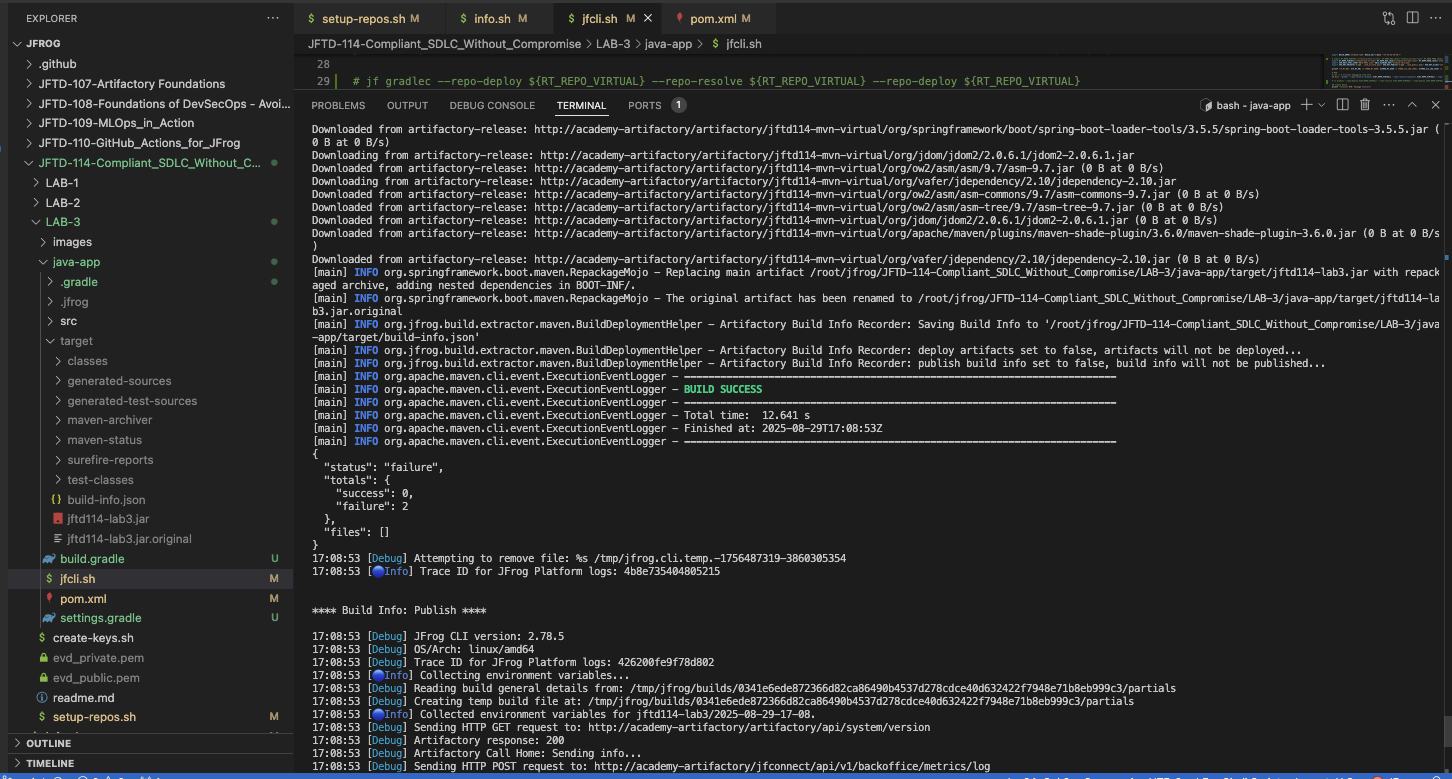 EXPLORER
JFROG
.github
JFTD-107-Artifactory Foundations
JFTD-108-Foundations of DevSecOps - Avoi...
JFTD-109-MLOps_in_Action
JFTD-110-GitHub_Actions_for_JFrog
JFTD-114-Compliant_SDLC_Without_C...
LAB-1
LAB-2
LAB-3
images
java-app
.gradle
.jfrog
src
target
classes
generated-sources
generated-test-sources
maven-archiver
maven-status
surefire-reports
test-classes
{} build-info.json
jftd114-lab3.jar
jftd114-lab3.jar.original
build.gradle U
$ jfcli.sh M
pom.xml M
settings.gradle U
$ create-keys.sh
evd_private.pem
evd_public.pem
readme.md
$ setup-repos.sh M
OUTLINE
TIMELINE
$ setup-repos.sh M $ info.sh M $ jfcli.sh M pom.xml M
JFTD-114-Compliant_SDLC_Without_Compromise > LAB-3 > java-app > $ jfcli.sh
28
29 # jf gradlec --repo-deploy ${RT_REPO_VIRTUAL} --repo-resolve ${RT_REPO_VIRTUAL} --repo-deploy ${RT_REPO_VIRTUAL}
PROBLEMS OUTPUT DEBUG CONSOLE TERMINAL PORTS 1 bash - java-app
Downloaded from artifactory-release: http://academy-artifactory/artifactory/jftd114-mvn-virtual/org/springframework/boot/spring-boot-loader-tools/3.5.5/spring-boot-loader-tools-3.5.5.jar (
0 B at 0 B/s)
Downloading from artifactory-release: http://academy-artifactory/artifactory/jftd114-mvn-virtual/org/jdom/jdom2/2.0.6.1/jdom2-2.0.6.1.jar
Downloaded from artifactory-release: http://academy-artifactory/artifactory/jftd114-mvn-virtual/org/ow2/asm/asm/9.7/asm-9.7.jar (0 B at 0 B/s)
Downloading from artifactory-release: http://academy-artifactory/artifactory/jftd114-mvn-virtual/org/vafer/jdependency/2.10/jdependency-2.10.jar
Downloaded from artifactory-release: http://academy-artifactory/artifactory/jftd114-mvn-virtual/org/ow2/asm/asm-commons/9.7/asm-commons-9.7.jar (0 B at 0 B/s)
Downloaded from artifactory-release: http://academy-artifactory/artifactory/jftd114-mvn-virtual/org/ow2/asm/asm-tree/9.7/asm-tree-9.7.jar (0 B at 0 B/s)
Downloaded from artifactory-release: http://academy-artifactory/artifactory/jftd114-mvn-virtual/org/jdom/jdom2/2.0.6.1/jdom2-2.0.6.1.jar (0 B at 0 B/s)
Downloaded from artifactory-release: http://academy-artifactory/artifactory/jftd114-mvn-virtual/org/apache/maven/plugins/maven-shade-plugin/3.6.0/maven-shade-plugin-3.6.0.jar (0 B at 0 B/s
)
Downloaded from artifactory-release: http://academy-artifactory/artifactory/jftd114-mvn-virtual/org/vafer/jdependency/2.10/jdependency-2.10.jar (0 B at 0 B/s)
[main] INFO org.springframework.boot.maven.RepackageMojo - Replacing main artifact /root/jfrog/JFTD-114-Compliant_SDLC_Without_Compromise/LAB-3/java-app/target/jftd114-lab3.jar with repack
aged archive, adding nested dependencies in BOOT-INF/.
[main] INFO org.springframework.boot.maven.RepackageMojo - The original artifact has been renamed to /root/jfrog/JFTD-114-Compliant_SDLC_Without_Compromise/LAB-3/java-app/target/jftd114-la
b3.jar.original
[main] INFO org.jfrog.build.extractor.maven.BuildDeploymentHelper - Artifactory Build Info Recorder: Saving Build Info to '/root/jfrog/JFTD-114-Compliant_SDLC_Without_Compromise/LAB-3/java
-app/target/build-info.json'
[main] INFO org.jfrog.build.extractor.maven.BuildDeploymentHelper - Artifactory Build Info Recorder: deploy artifacts set to false, artifacts will not be deployed...
[main] INFO org.jfrog.build.extractor.maven.BuildDeploymentHelper - Artifactory Build Info Recorder: publish build info set to false, build info will not be published...
[main] INFO org.apache.maven.cli.event.ExecutionEventLogger - ------------------------------------------------------------------------
[main] INFO org.apache.maven.cli.event.ExecutionEventLogger - BUILD SUCCESS
[main] INFO org.apache.maven.cli.event.ExecutionEventLogger - ------------------------------------------------------------------------
[main] INFO org.apache.maven.cli.event.ExecutionEventLogger - Total time:  12.641 s
[main] INFO org.apache.maven.cli.event.ExecutionEventLogger - Finished at: 2025-08-29T17:08:53Z
[main] INFO org.apache.maven.cli.event.ExecutionEventLogger - ------------------------------------------------------------------------
{
"status": "failure",
"totals": {
"success": 0,
"failure": 2
},
"files": []
}
17:08:53 [Debug] Attempting to remove file: %s /tmp/jfrog.cli.temp.-1756487319-3860305354
17:08:53 [Info] Trace ID for JFrog Platform logs: 4b8e735404805215
**** Build Info: Publish ****
17:08:53 [Debug] JFrog CLI version: 2.78.5
17:08:53 [Debug] OS/Arch: linux/amd64
17:08:53 [Debug] Trace ID for JFrog Platform logs: 426200fe9f78d802
17:08:53 [Info] Collecting environment variables...
17:08:53 [Debug] Reading build general details from: /tmp/jfrog/builds/0341e6ede872366d82ca86490b4537d278cdce40d632422f7948e71b8eb999c3/partials
17:08:53 [Debug] Creating temp build file at: /tmp/jfrog/builds/0341e6ede872366d82ca86490b4537d278cdce40d632422f7948e71b8eb999c3/partials
17:08:53 [Info] Collected environment variables for jftd114-lab3/2025-08-29-17-08.
17:08:53 [Debug] Sending HTTP GET request to: http://academy-artifactory/artifactory/api/system/version
17:08:53 [Debug] Artifactory response: 200
17:08:53 [Debug] Artifactory Call Home: Sending info...
17:08:53 [Debug] Sending HTTP POST request to: http://academy-artifactory/jfconnect/api/v1/backoffice/metrics/log